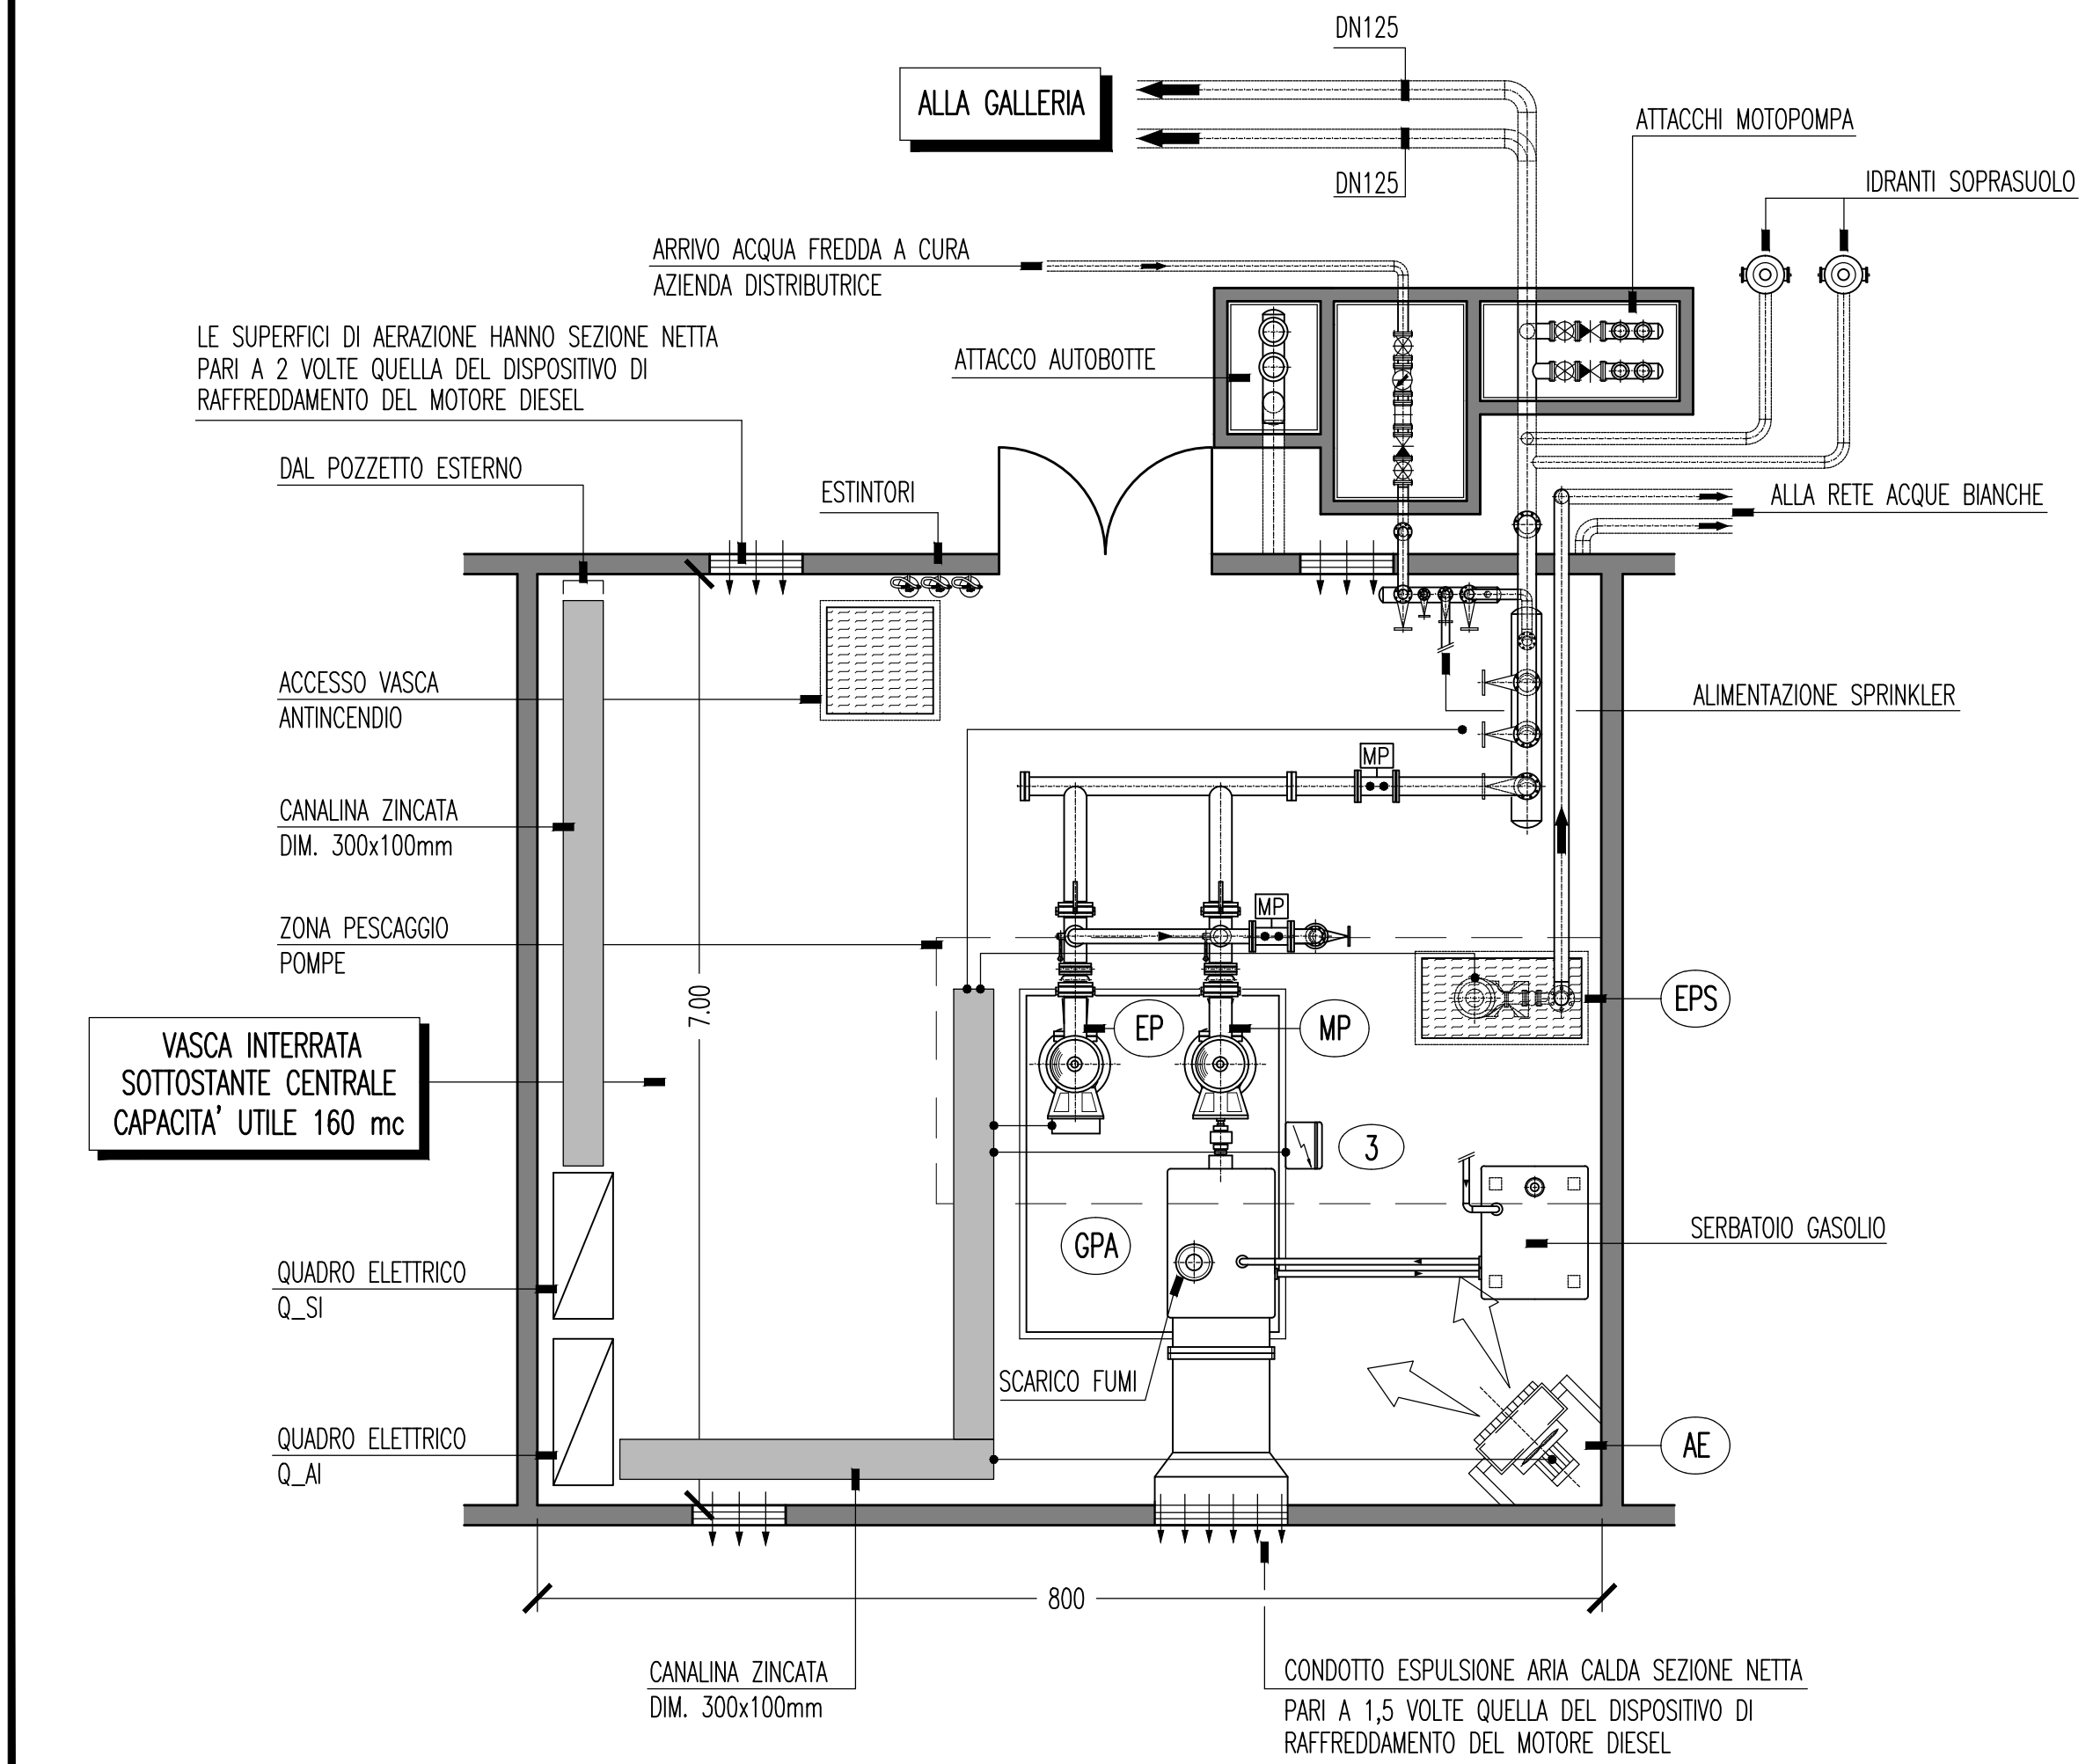 DN125
ALLA GALLERIA
ATTACCHI MOTOPOMPA
DN125
IDRANTI SOPRASUOLO
ARRIVO ACQUA FREDDA A CURA
AZIENDA DISTRIBUTRICE
LE SUPERFICI DI AERAZIONE HANNO SEZIONE NETTA
PARI A 2 VOLTE QUELLA DEL DISPOSITIVO DI
RAFFREDDAMENTO DEL MOTORE DIESEL
ATTACCO AUTOBOTTE
DAL POZZETTO ESTERNO
ESTINTORI
ALLA RETE ACQUE BIANCHE
ACCESSO VASCA
ANTINCENDIO
ALIMENTAZIONE SPRINKLER
MP
CANALINA ZINCATA
DIM. 300x100mm
MP
ZONA PESCAGGIO
POMPE
7.00
EPS
EP
MP
VASCA INTERRATA
SOTTOSTANTE CENTRALE
CAPACITA' UTILE 160 mc
3
GPA
SERBATOIO GASOLIO
QUADRO ELETTRICO
Q_SI
SCARICO FUMI
QUADRO ELETTRICO
Q_AI
AE
800
CANALINA ZINCATA
DIM. 300x100mm
CONDOTTO ESPULSIONE ARIA CALDA SEZIONE NETTA
PARI A 1,5 VOLTE QUELLA DEL DISPOSITIVO DI
RAFFREDDAMENTO DEL MOTORE DIESEL